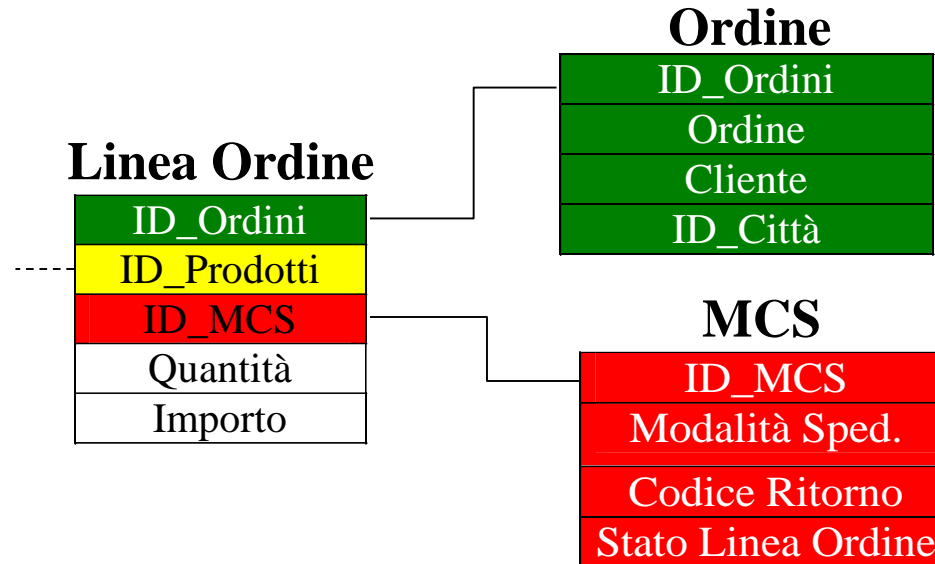 Ordine
ID_Ordini
Ordine
Cliente
ID_Città
Linea Ordine
ID_Ordini
ID_Prodotti
ID_MCS
Quantità
Importo
MCS
ID_MCS
Modalità Sped.
Codice Ritorno
Stato Linea Ordine